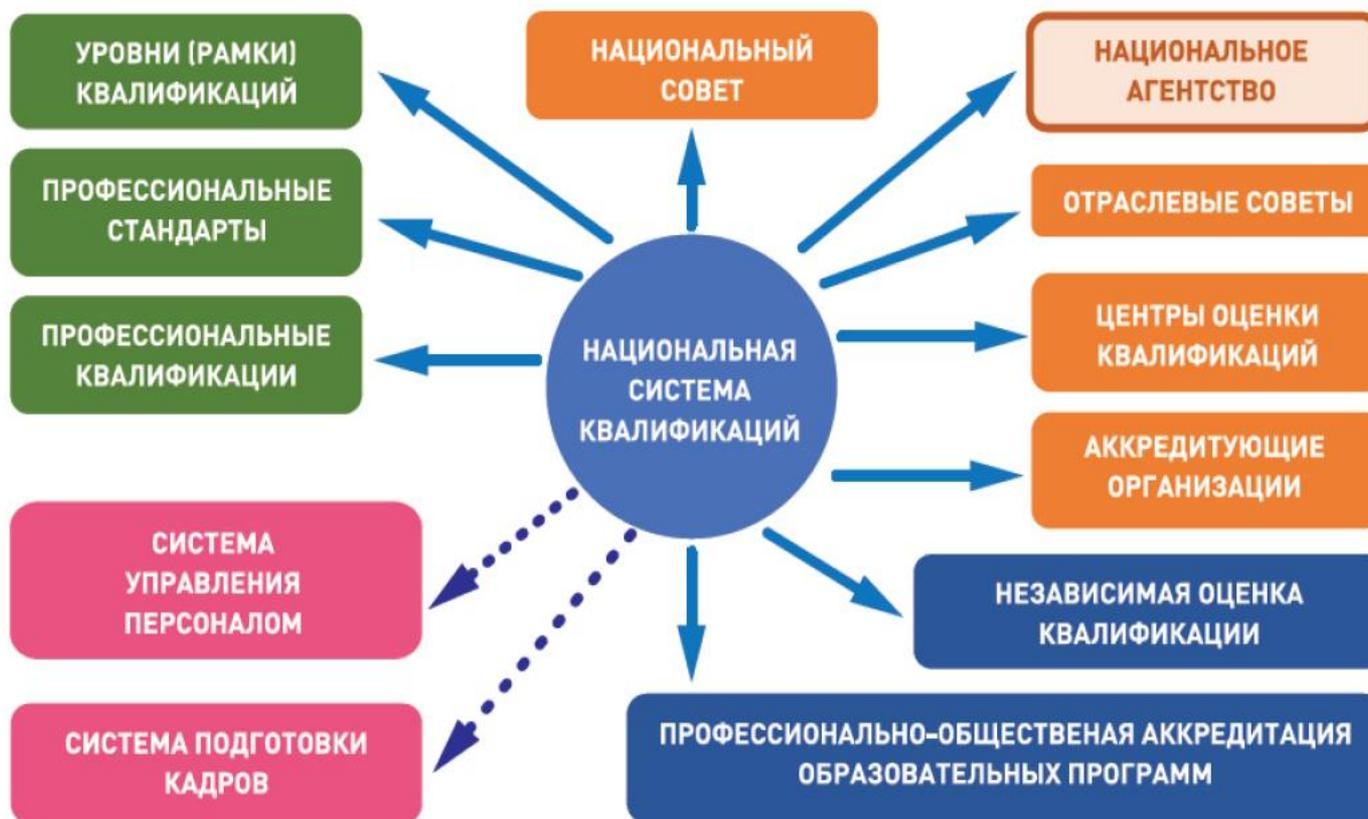 УРОВНИ (РАМКИ)
КВАЛИФИКАЦИЙ
НАЦИОНАЛЬНЫЙ
СОВЕТ
НАЦИОНАЛЬНОЕ
АГЕНТСТВО
ПРОФЕССИОНАЛЬНЫЕ
СТАНДАРТЫ
ОТРАСЛЕВЫЕ СОВЕТЫ
ПРОФЕССИОНАЛЬНЫЕ
КВАЛИФИКАЦИИ
НАЦИОНАЛЬНАЯ
СИСТЕМА
КВАЛИФИКАЦИЙ
ЦЕНТРЫ ОЦЕНКИ
КВАЛИФИКАЦИЙ
АККРЕДИТУЮЩИЕ
ОРГАНИЗАЦИИ
СИСТЕМА
УПРАВЛЕНИЯ
ПЕРСОНАЛОМ
НЕЗАВИСИМАЯ ОЦЕНКА
КВАЛИФИКАЦИИ
СИСТЕМА ПОДГОТОВКИ
КАДРОВ
ПРОФЕССИОНАЛЬНО-ОБЩЕСТВЕНАЯ АККРЕДИТАЦИЯ
ОБРАЗОВАТЕЛЬНЫХ ПРОГРАММ